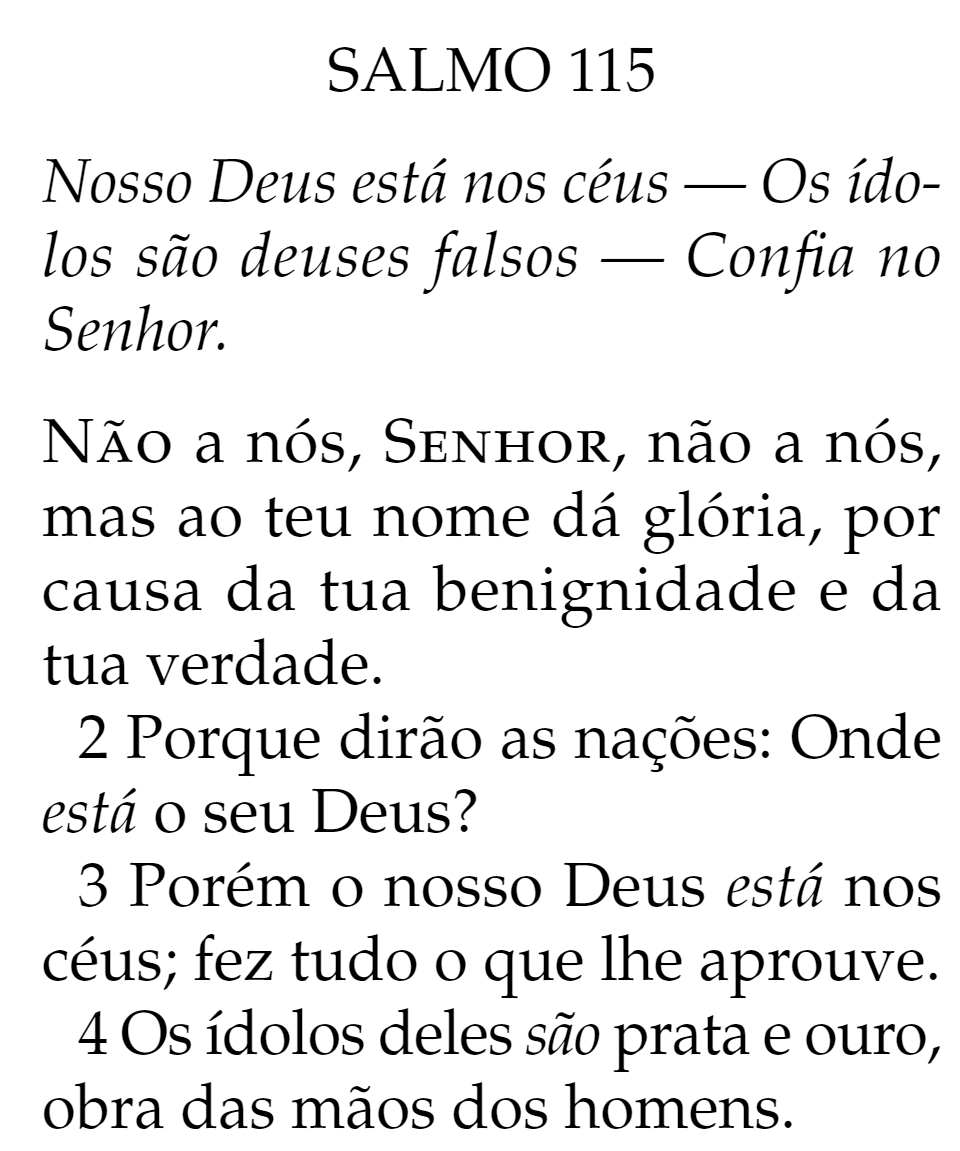 SALMO 115
Nosso Deus está nos céus — Os ído-
los são deuses falsos — Confia no
Senhor.
NÃO a nós, SENHOR, não a nós,
mas ao teu nome dá glória, por
causa da tua benignidade e da
tua verdade.
2 Porque dirão as nações: Onde
está o seu Deus?
3 Porém o nosso Deus está nos
céus; fez tudo o que lhe aprouve.
4 Os ídolos deles são prata e ouro,
obra das mãos dos homens.